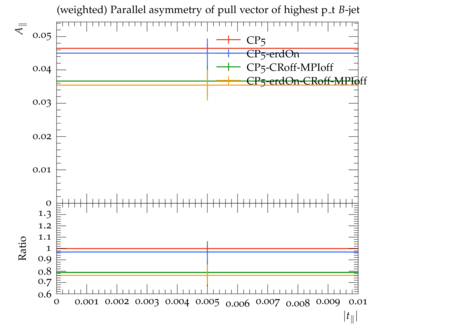 (weighted) Parallel asymmetry of pull vector of highest p_t B-jet
A∥
0.05
0.04
0.03
0.02
0.01
0
CP5
CP5-erdOn
CP5-CRoff-MPIoff
CP5-erdOn-CRoff-MPIoff
Ratio
1.3
1.2
1.1
1
0.9
0.8
0.7
0.6
0 0.001 0.002 0.003 0.004 0.005 0.006 0.007 0.008 0.009 0.01
|t∥|